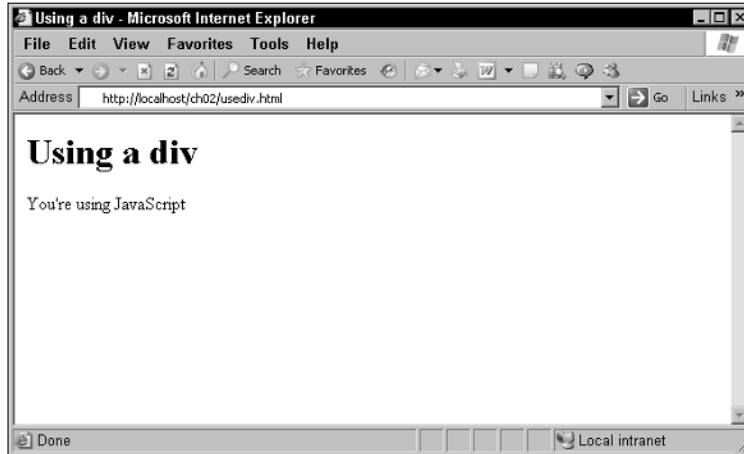 Using a div - Microsoft Internet Explorer
File Edit View Favorites Tools Help
Back Search Favorites
Address http://localhost/ch02/usediv.html Go Links »
Using a div
You're using JavaScript
Done Local intranet